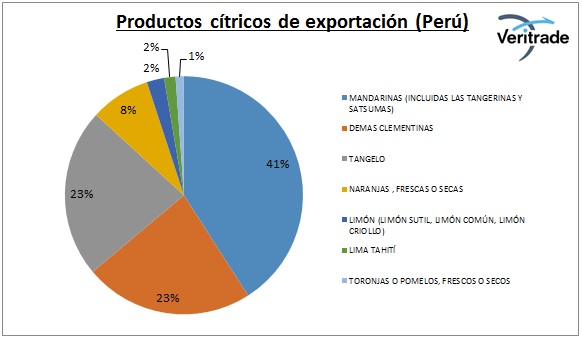 Productos cítricos de exportación (Perú)
Veritrade
2%
1%
2%
8%
41%
23%
23%
MANDARINAS (INCLUIDAS LAS TANGERINAS Y
SATSUMAS)
DEMAS CLEMENTINAS
TANGELO
NARANJAS , FRESCAS O SECAS
LIMÓN (LIMÓN SUTIL, LIMÓN COMÚN, LIMÓN
CRIOLLO)
LIMA TAHITÍ
TORONJAS O POMELOS, FRESCOS O SECOS